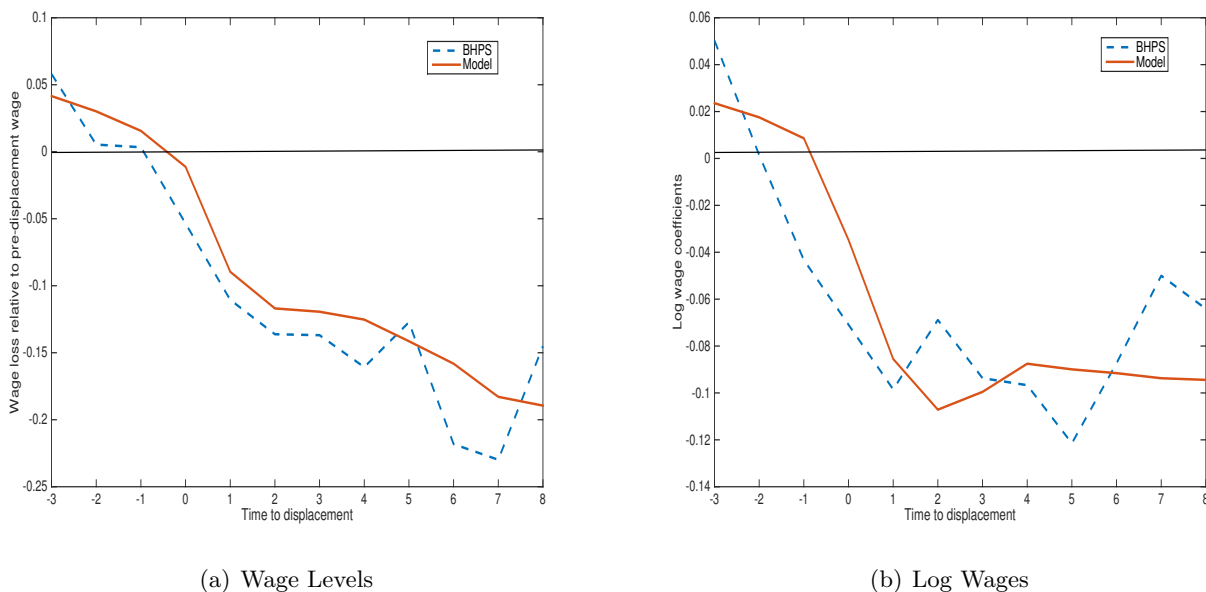 0.1
0.05
0
-0.05
-0.1
-0.15
-0.2
-0.25
Wage loss relative to pre-displacement wage
BHPS
Model
-3 -2 -1 0 1 2 3 4 5 6 7 8
Time to displacement
(a) Wage Levels
0.06
0.04
0.02
0
-0.02
-0.04
-0.06
-0.08
-0.1
-0.12
-0.14
Log wage coefficients
BHPS
Model
-3 -2 -1 0 1 2 3 4 5 6 7 8
Time to displacement
(b) Log Wages